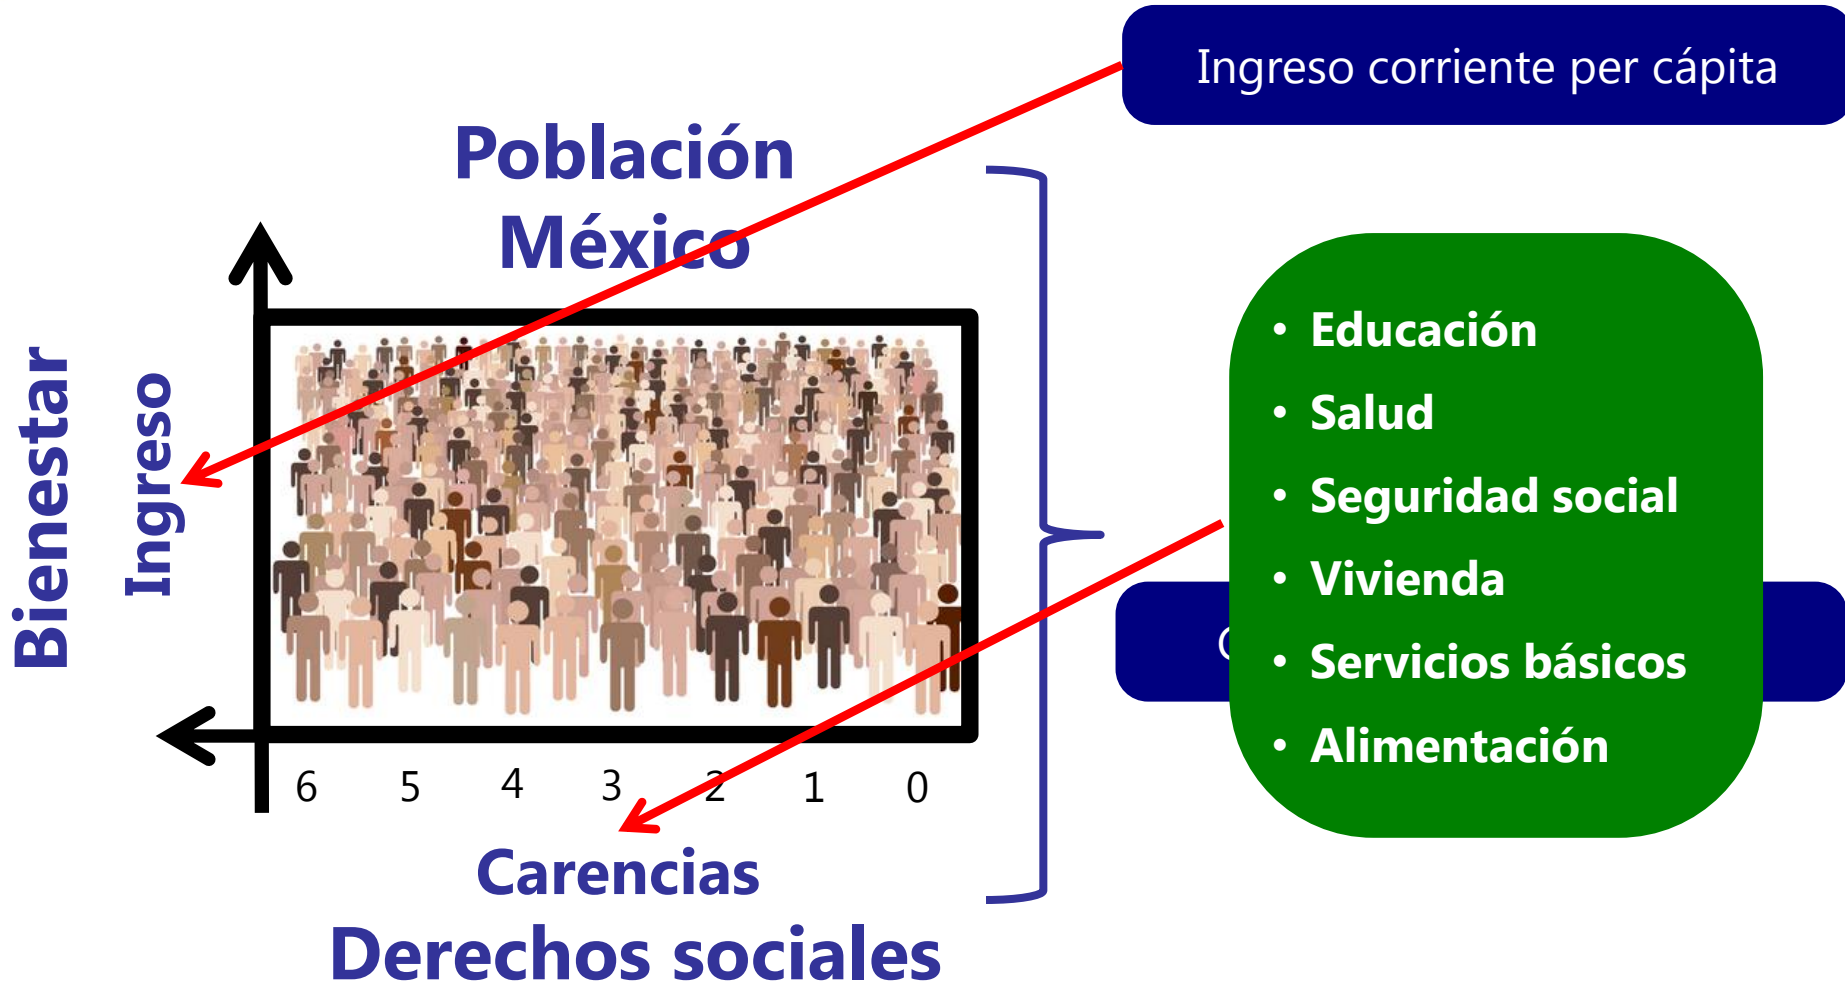 Ingreso corriente per cápita
Población
México
Bienestar
Ingreso
• Educación
• Salud
• Seguridad social
• Vivienda
• Servicios básicos
• Alimentación
6 5 4 3 2 1 0
Carencias
Derechos sociales